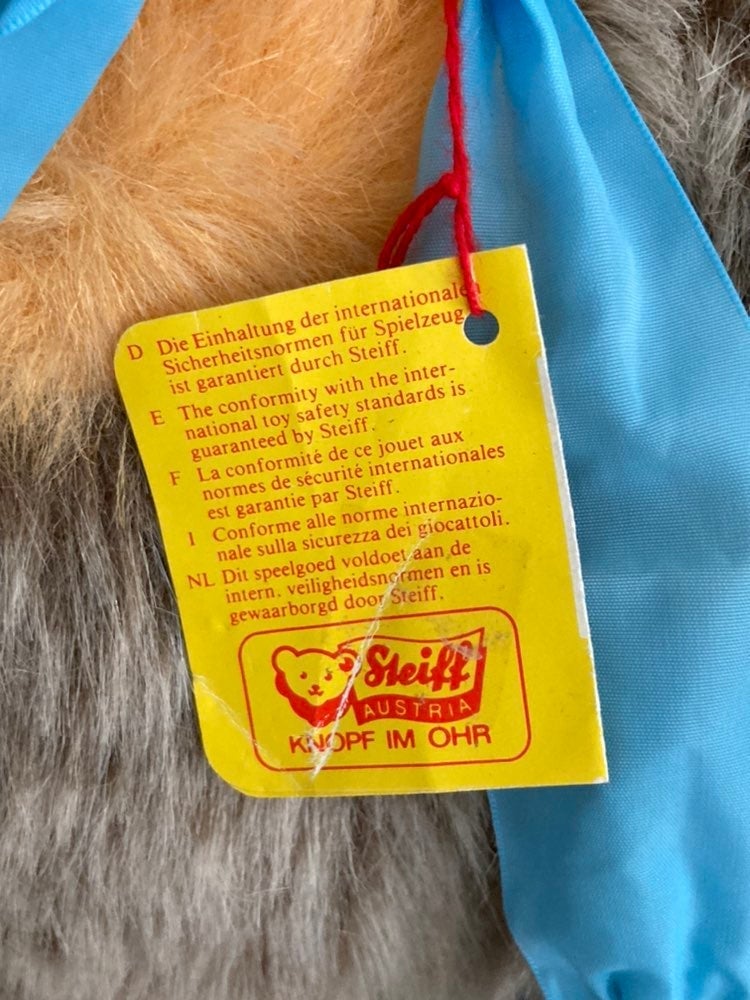 D Die Einhaltung der internationalen
Sicherheitsnormen für Spielzeug
ist garantiert durch Steiff.
E The conformity with the inter-
national toy safety standards is
guaranteed by Steiff.
F La conformité de ce jouet aux
normes de sécurité internationales
est garantie par Steiff.
I Conforme alle norme internazio-
nale sulla sicurezza dei giocattoli.
NL Dit speelgoed voldoet aan de
intern. veiligheidsnormen en is
gewaarborgd door Steiff.
Steiff
AUSTRIA
KNOPF IM OHR